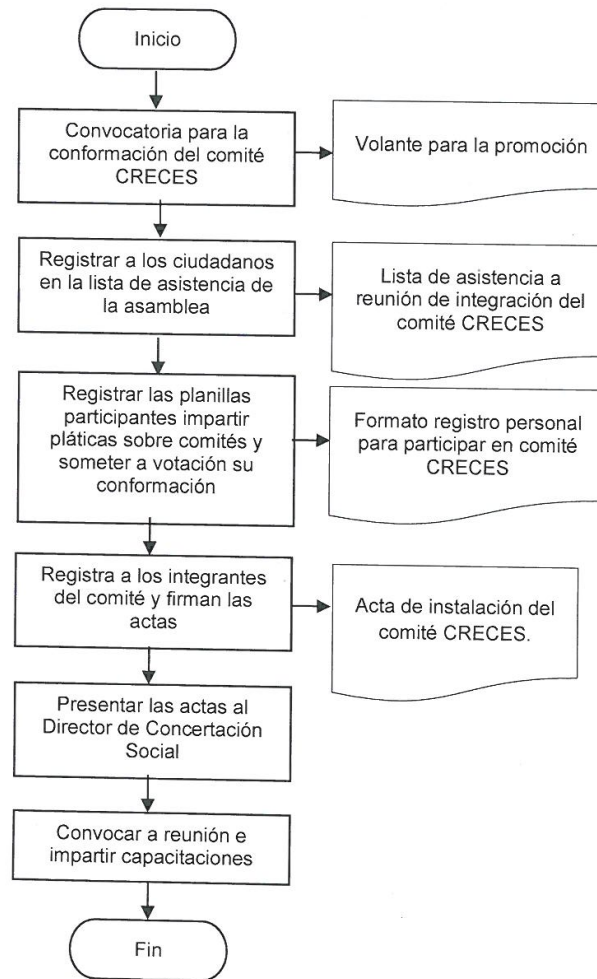 Inicio
Convocatoria para la
conformación del comité
CRECES
Volante para la promoción
Registrar a los ciudadanos
en la lista de asistencia de
la asamblea
Lista de asistencia a
reunión de integración del
comité CRECES
Registrar las planillas
participantes impartir
pláticas sobre comités y
someter a votación su
conformación
Formato registro personal
para participar en comité
CRECES
Registra a los integrantes
del comité y firman las
actas
Acta de instalación del
comité CRECES.
Presentar las actas al
Director de Concertación
Social
Convocar a reunión e
impartir capacitaciones
Fin